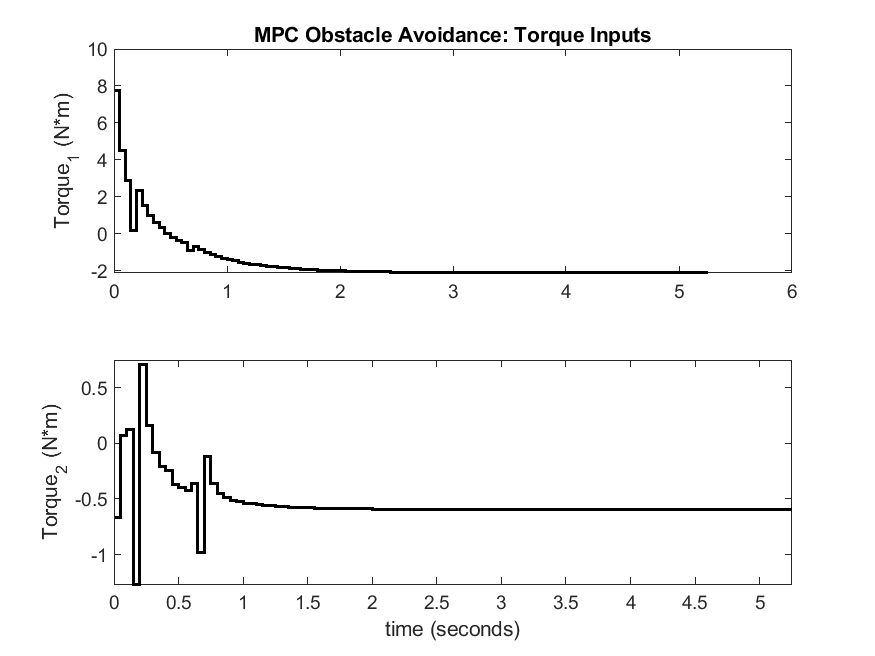 MPC Obstacle Avoidance: Torque Inputs
10
8
6
4
2
0
-2
Torque₁ (N*m)
0 1 2 3 4 5 6
0.5
0
-0.5
-1
Torque₂ (N*m)
0 0.5 1 1.5 2 2.5 3 3.5 4 4.5 5
time (seconds)